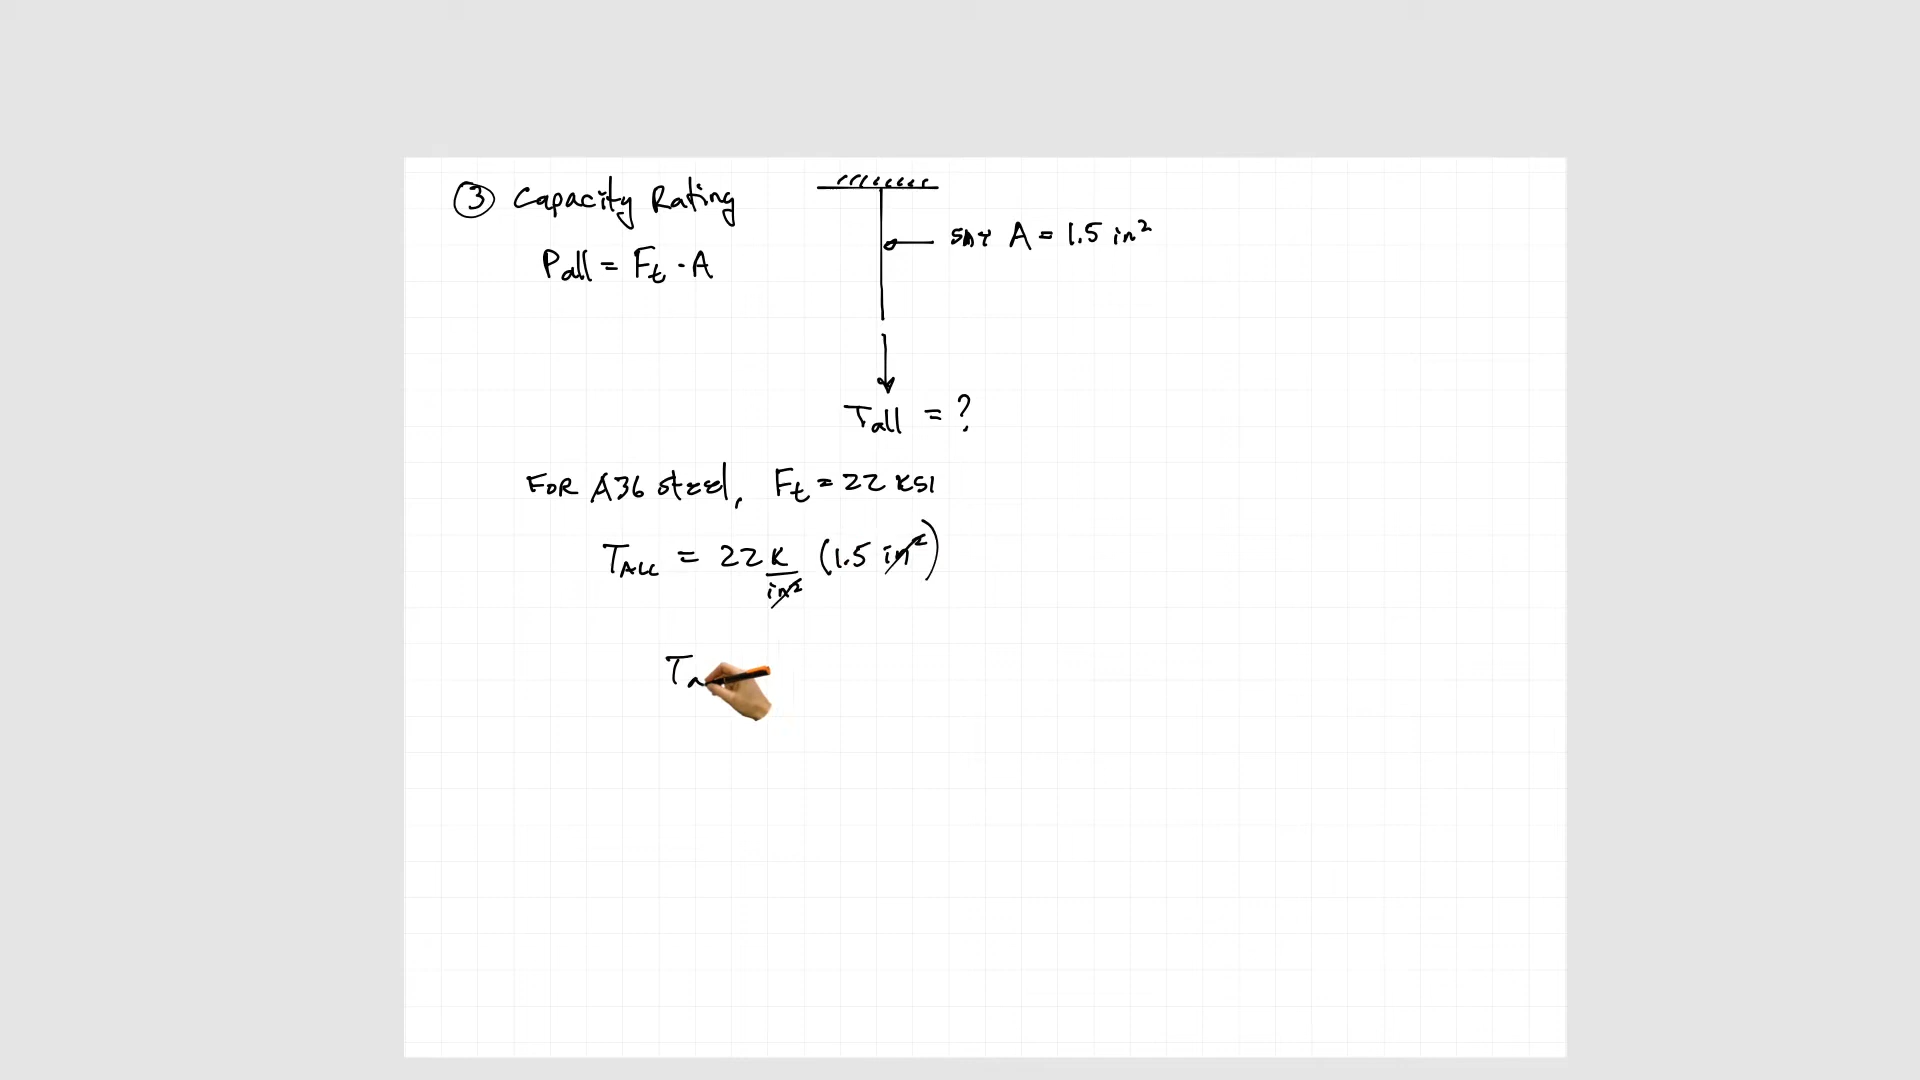 ③ Capacity Rating
Pall = Ft · A
SAY A = 1.5 in²
Tall = ?
FOR A36 steel, Ft = 22 KSI
TALL = 22 K/in² (1.5 in²)
Ta